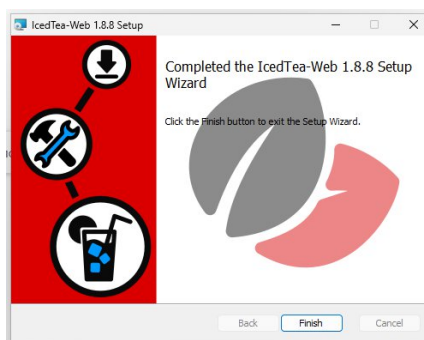 IcedTea-Web 1.8.8 Setup
Completed the IcedTea-Web 1.8.8 Setup
Wizard
Click the Finish button to exit the Setup Wizard.
Back Finish Cancel